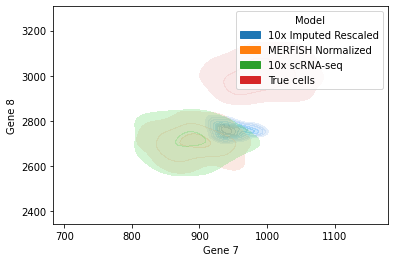 Model
10x Imputed Rescaled
MERFISH Normalized
10x scRNA-seq
True cells
3200
3000
2800
2600
2400
Gene 8
700
800
900
1000
1100
Gene 7